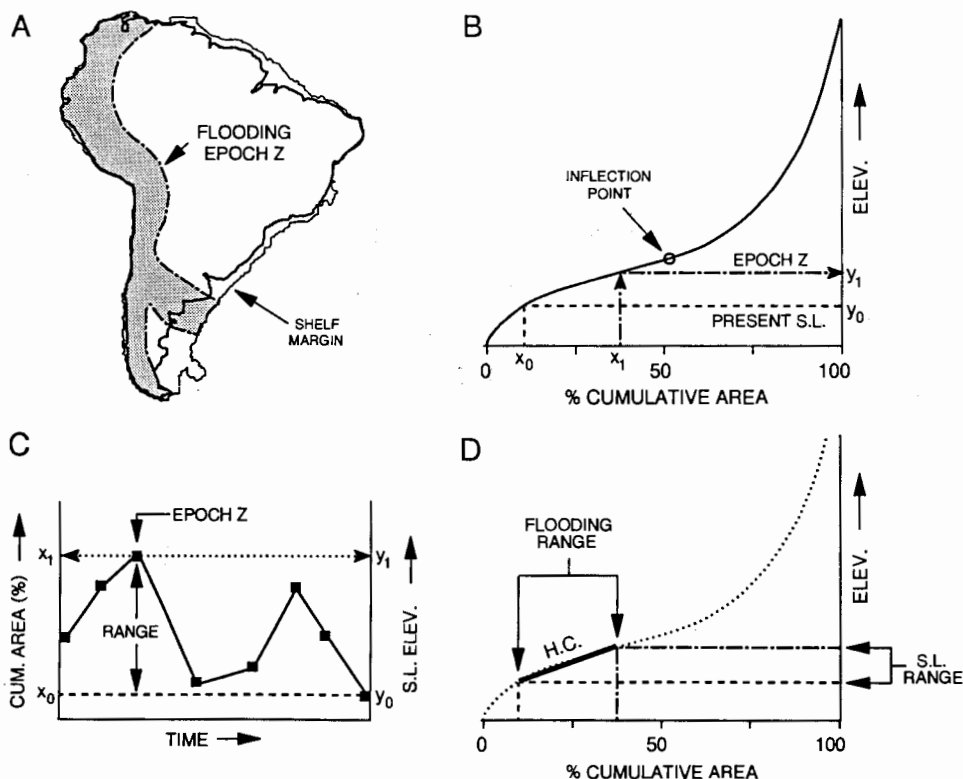 A
FLOODING
EPOCH Z
SHELF
MARGIN
B
INFLECTION
POINT
ELEV.
EPOCH Z
y1
y0
PRESENT S.L.
x0
x1
0
50
100
% CUMULATIVE AREA
C
EPOCH Z
x1
y1
CUM. AREA (%)
RANGE
S.L. ELEV.
x0
y0
TIME
D
FLOODING
RANGE
ELEV.
H.C.
S.L.
RANGE
0
50
100
% CUMULATIVE AREA